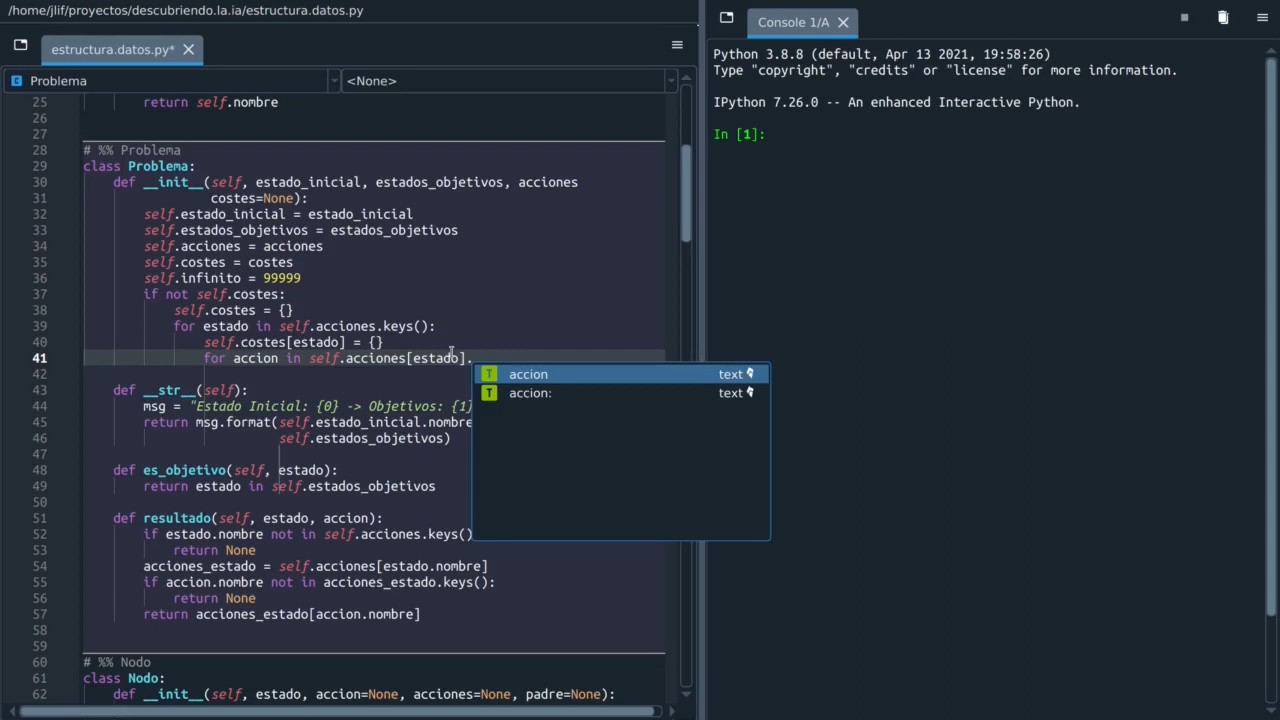 /home/jlif/proyectos/descubriendo.la.ia/estructura.datos.py
estructura.datos.py*
Problema
<None>
25 return self.nombre
26
27
28 # %% Problema
29 class Problema:
30 def __init__(self, estado_inicial, estados_objetivos, acciones
31 costes=None):
32 self.estado_inicial = estado_inicial
33 self.estados_objetivos = estados_objetivos
34 self.acciones = acciones
35 self.costes = costes
36 self.infinito = 99999
37 if not self.costes:
38 self.costes = {}
39 for estado in self.acciones.keys():
40 self.costes[estado] = {}
41 for accion in self.acciones[estado].
42
43 def __str__(self):
44 msg = "Estado Inicial: {0} -> Objetivos: {1}
45 return msg.format(self.estado_inicial.nombre
46 self.estados_objetivos)
47
48 def es_objetivo(self, estado):
49 return estado in self.estados_objetivos
50
51 def resultado(self, estado, accion):
52 if estado.nombre not in self.acciones.keys()
53 return None
54 acciones_estado = self.acciones[estado.nombre]
55 if accion.nombre not in acciones_estado.keys():
56 return None
57 return acciones_estado[accion.nombre]
58
59
60 # %% Nodo
61 class Nodo:
62 def __init__(self, estado, accion=None, acciones=None, padre=None):
T accion text
T accion: text
Console 1/A
Python 3.8.8 (default, Apr 13 2021, 19:58:26)
Type "copyright", "credits" or "license" for more information.
IPython 7.26.0 -- An enhanced Interactive Python.
In [1]: